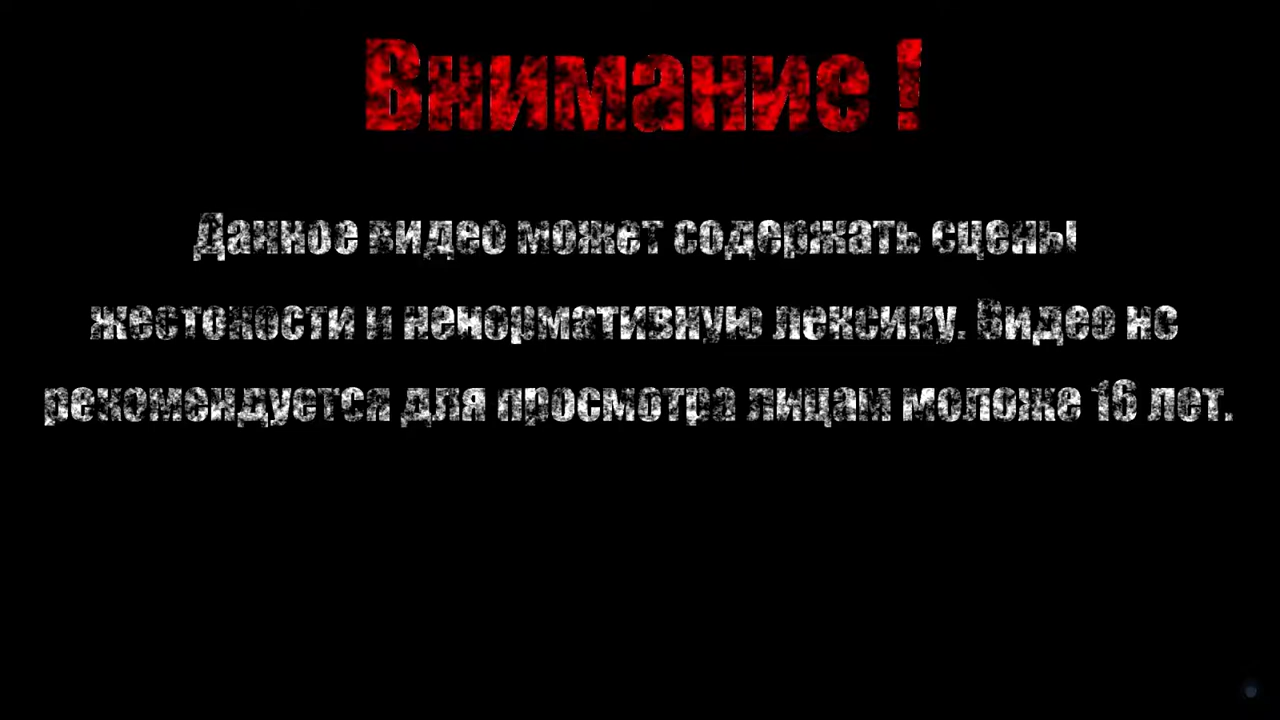 Внимание !
Данное видео может содержать сцены
жестокости и ненормативную лексику. Видео не
рекомендуется для просмотра лицам моложе 16 лет.